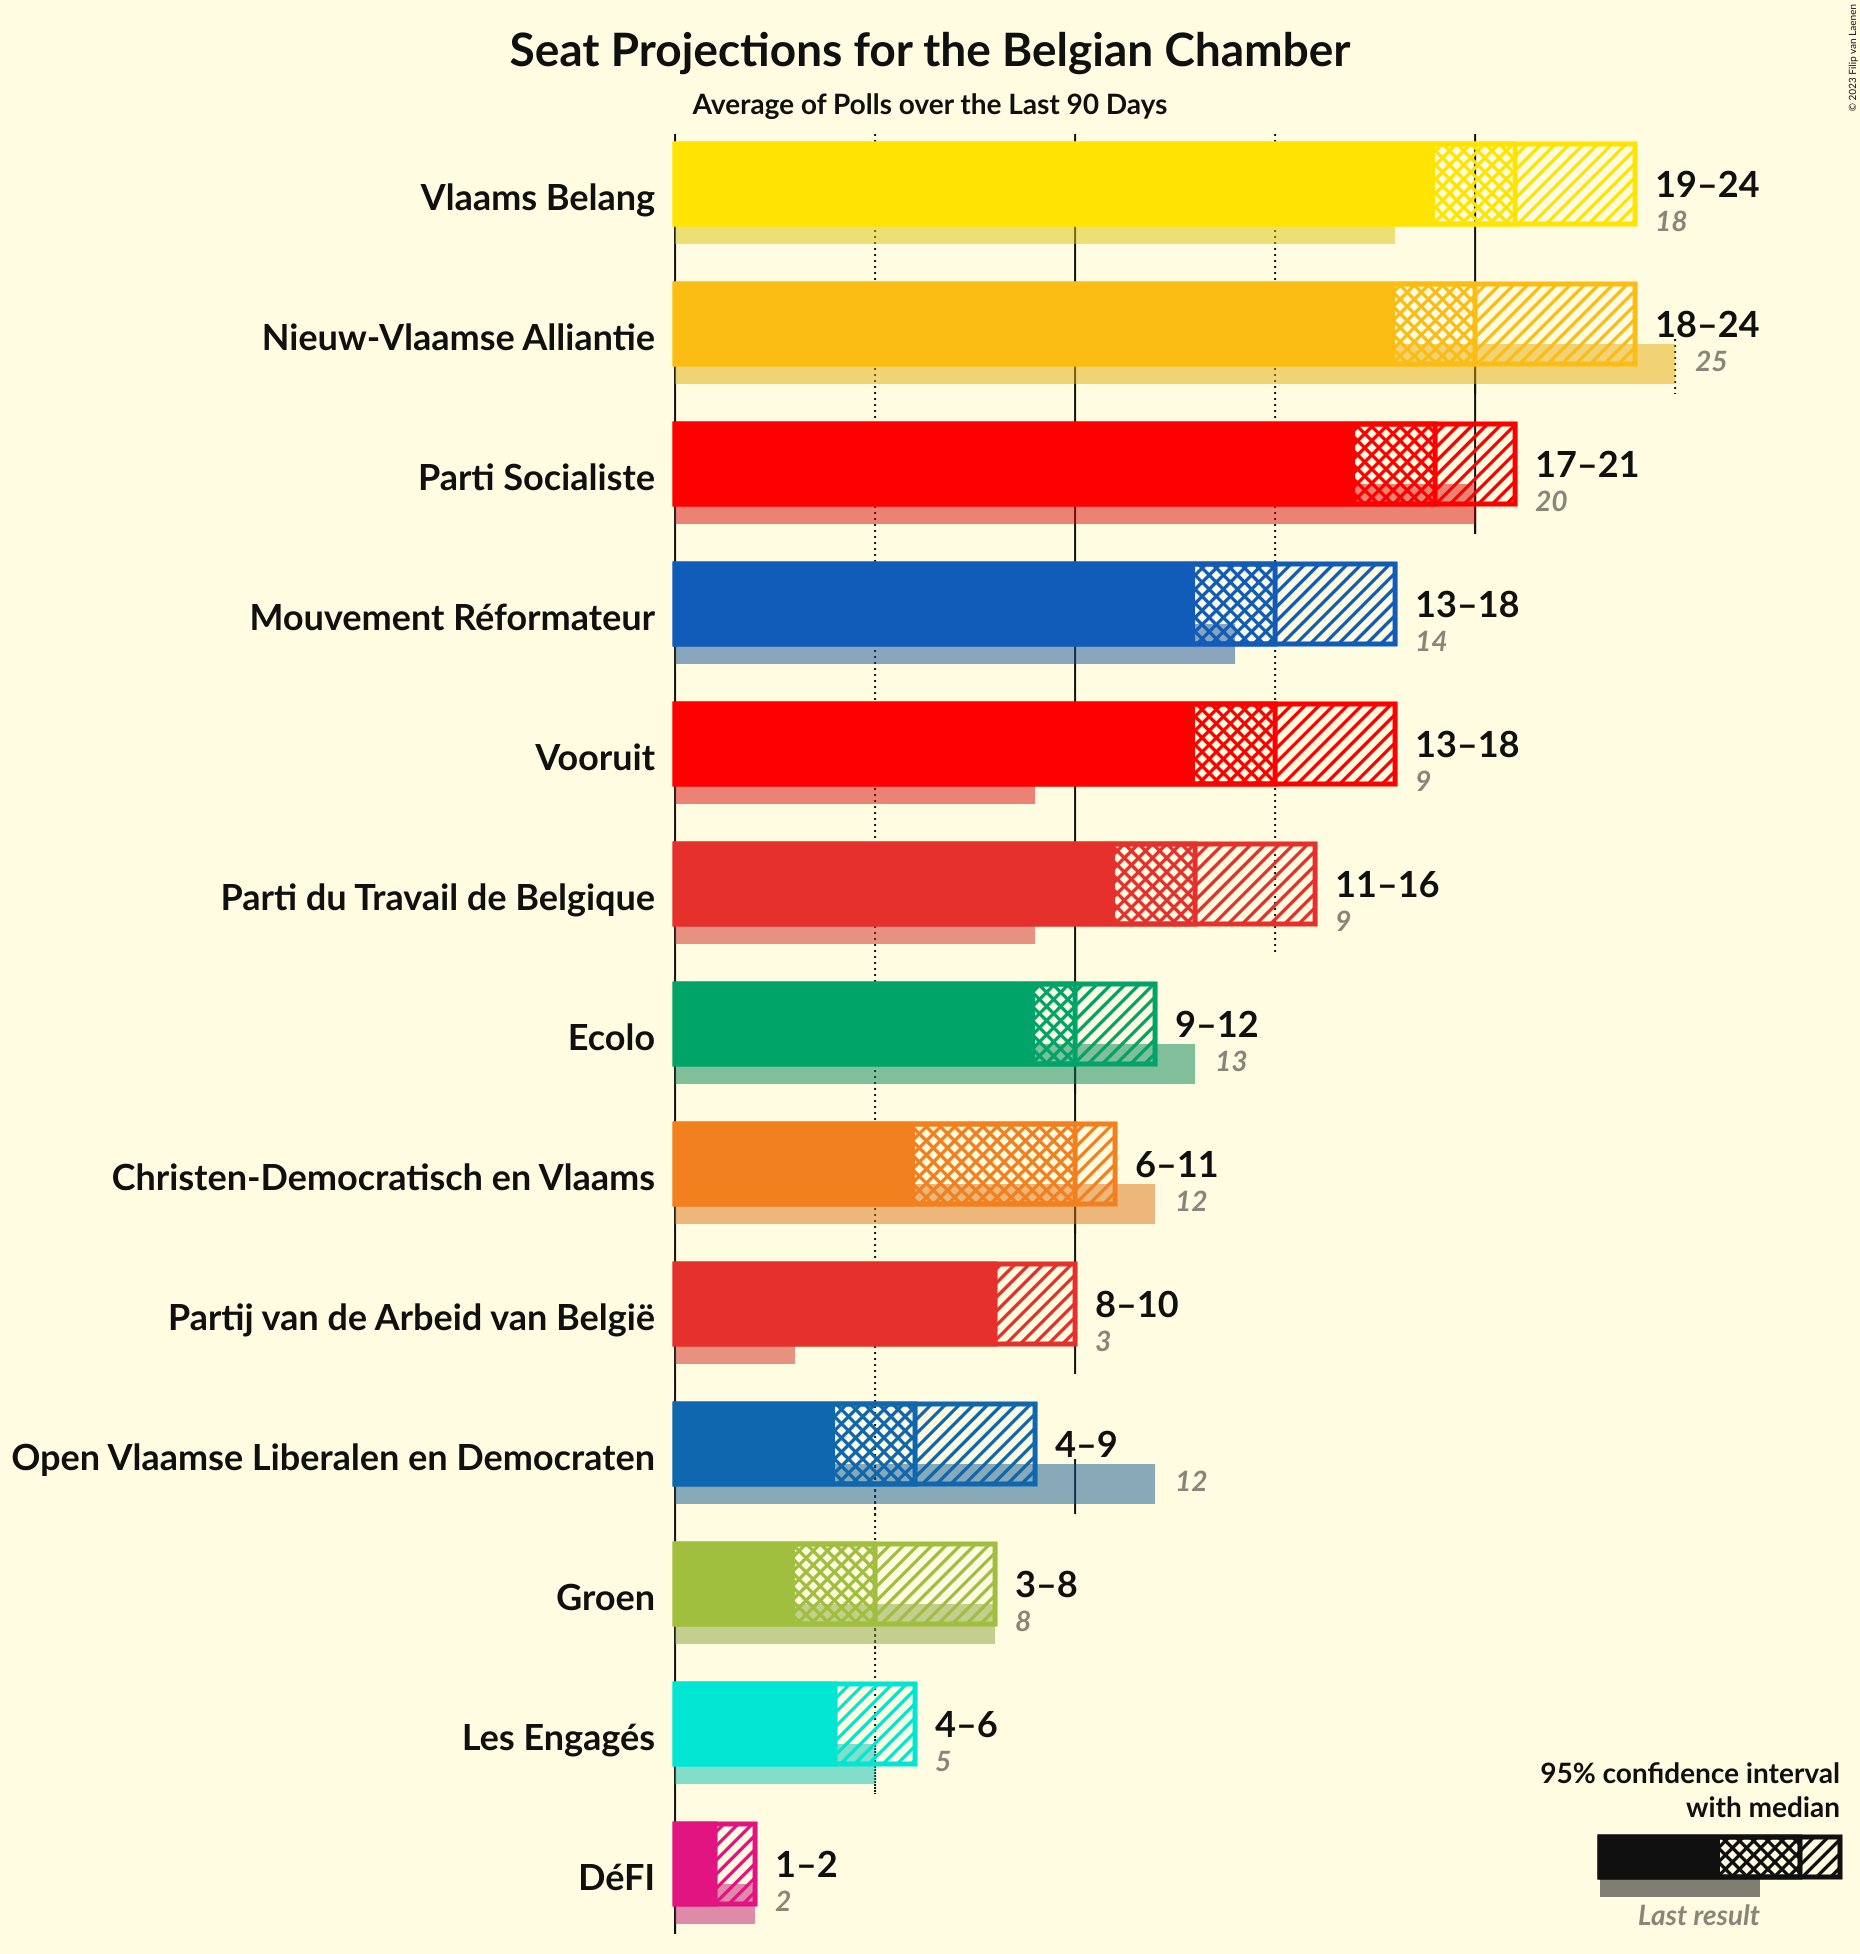 Seat Projections for the Belgian Chamber
Average of Polls over the Last 90 Days
© 2023 Filip van Laenen
Vlaams Belang
19–24
18
Nieuw-Vlaamse Alliantie
18–24
25
Parti Socialiste
17–21
20
Mouvement Réformateur
13–18
14
Vooruit
13–18
9
Parti du Travail de Belgique
11–16
9
Ecolo
9–12
13
Christen-Democratisch en Vlaams
6–11
12
Partij van de Arbeid van België
8–10
3
Open Vlaamse Liberalen en Democraten
4–9
12
Groen
3–8
8
Les Engagés
4–6
5
DéFI
1–2
2
95% confidence interval
with median
Last result